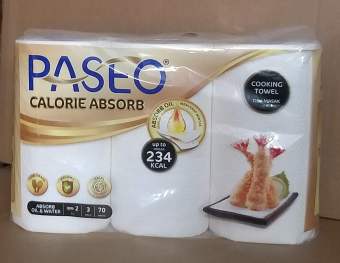 PASEO®
CALORIE ABSORB
COOKING
TOWEL
ABSORB OIL
up to
234
KCAL
ABSORB
OIL & WATER
2
3
70